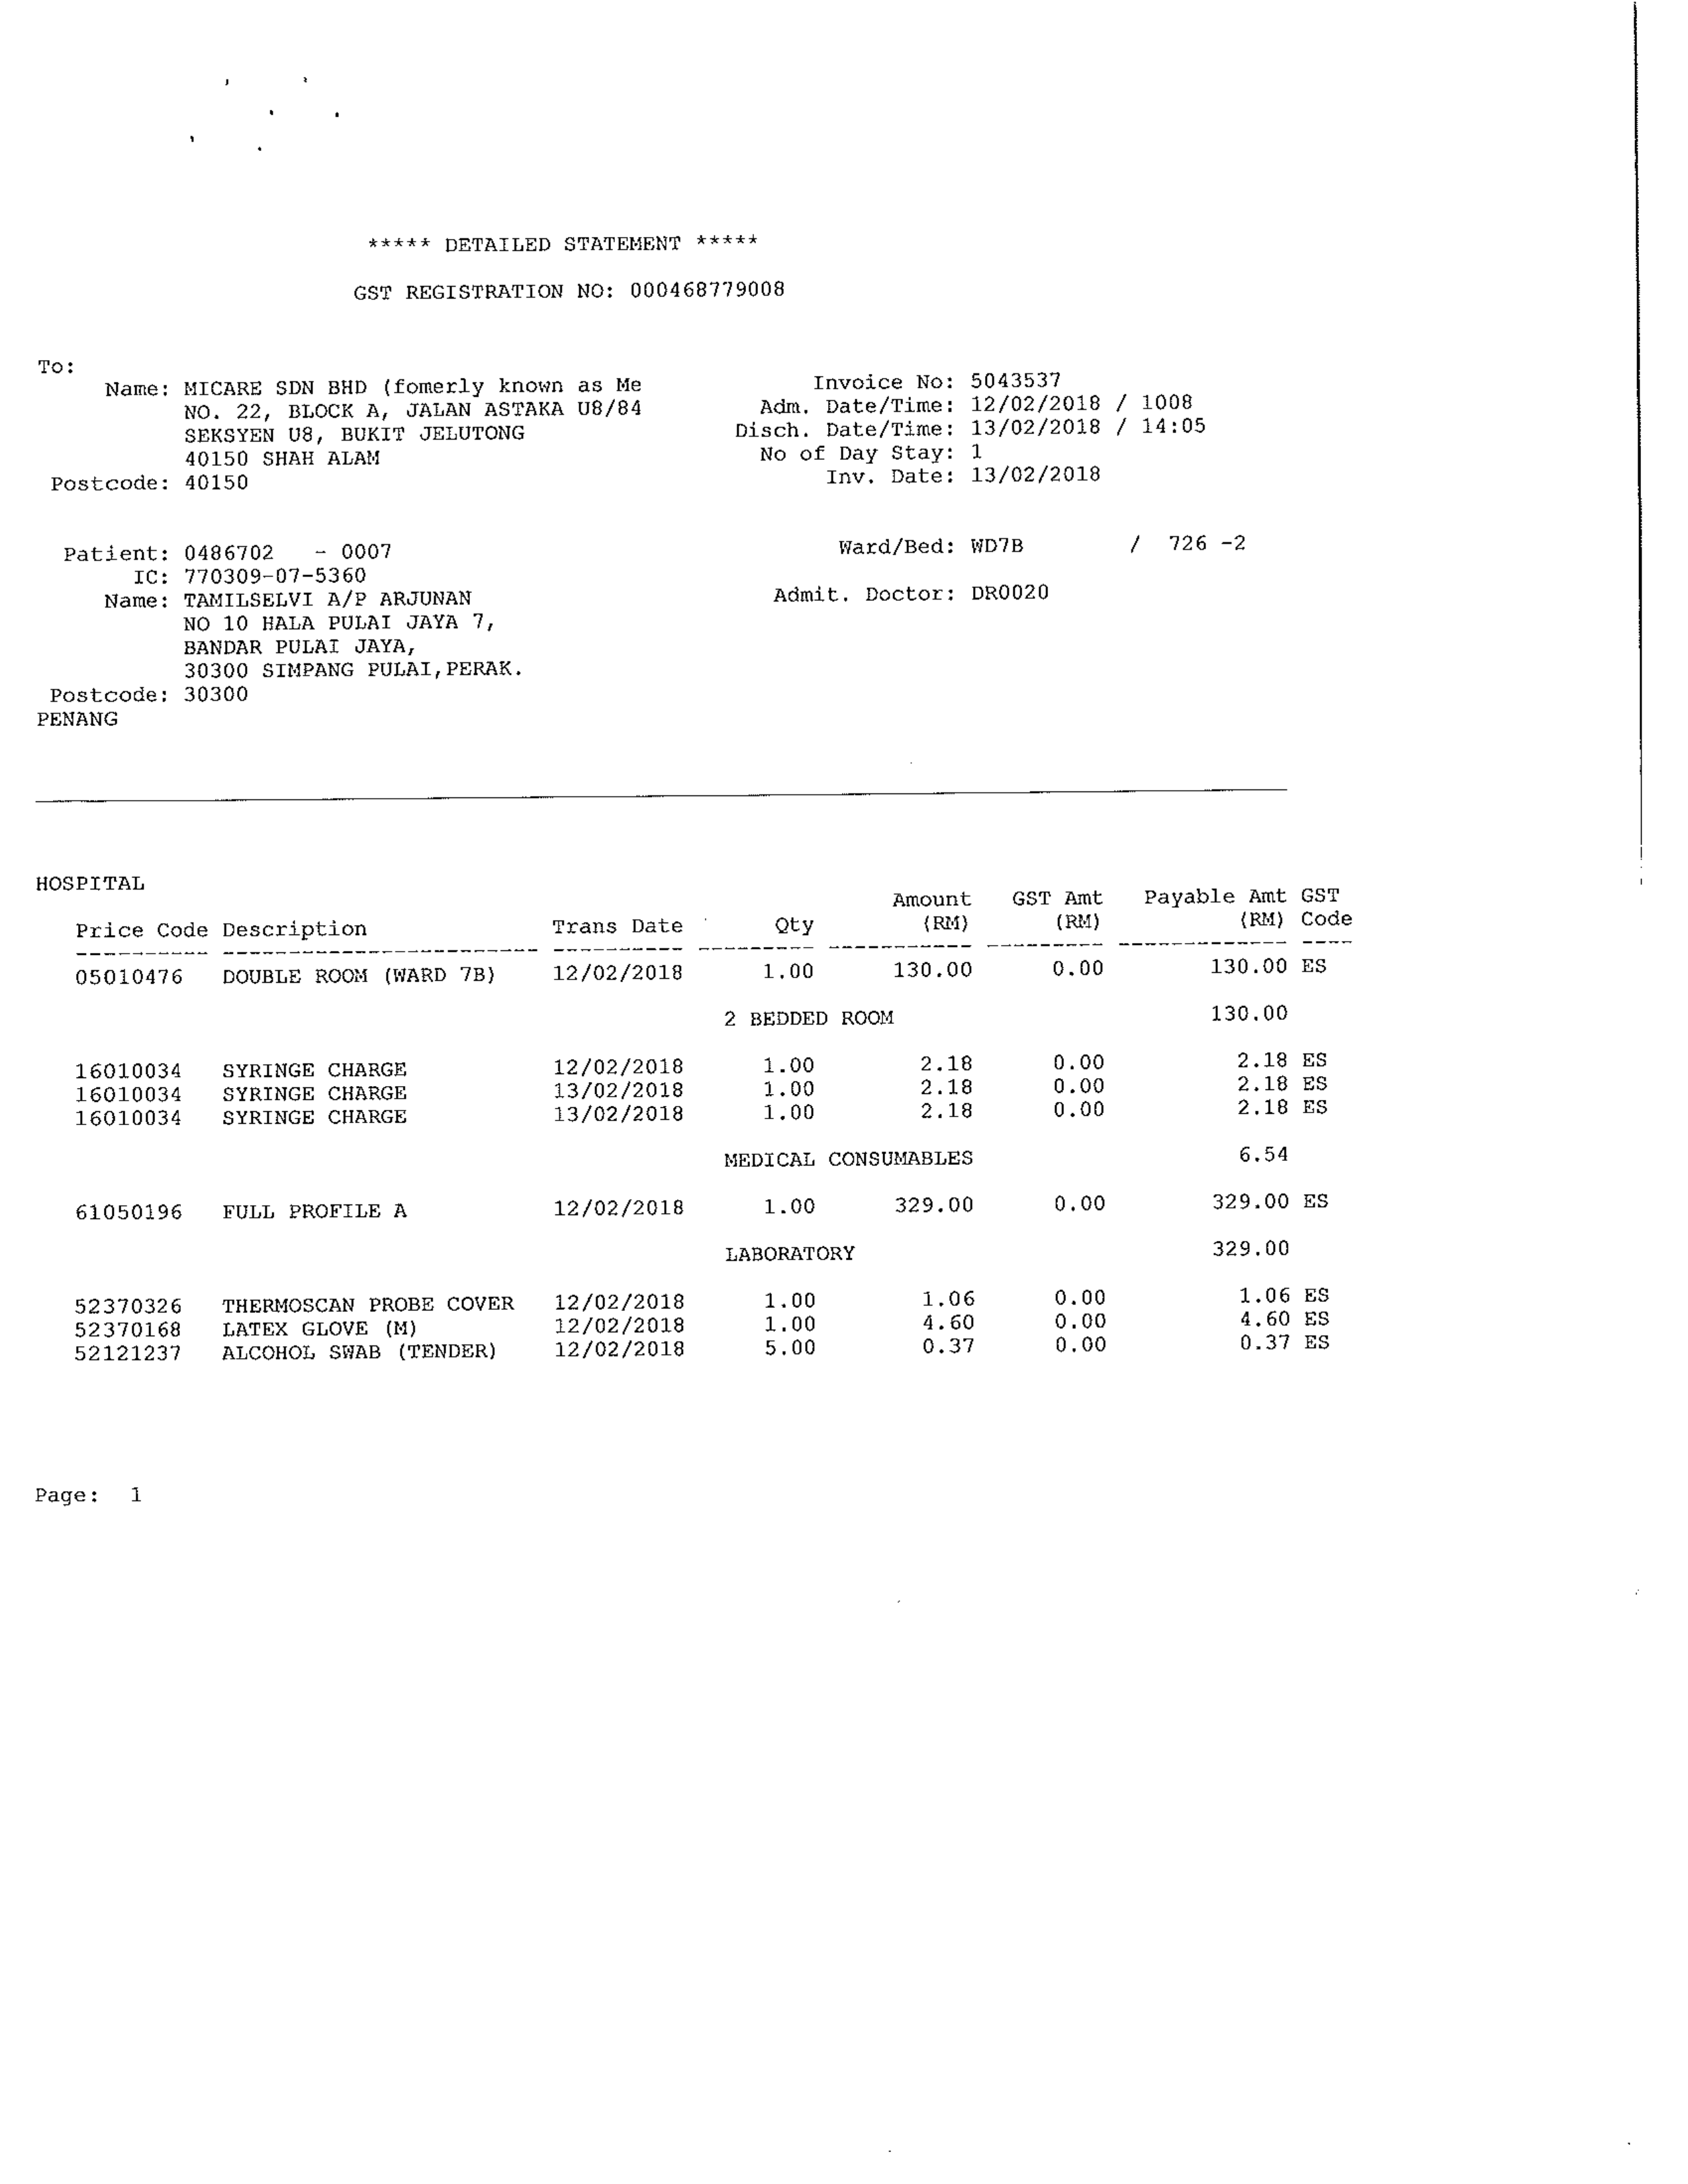 ***** DETAILED STATEMENT *****
GST REGISTRATION NO: 000468779008
To:
Name: MICARE SDN BHD (fomerly known as Me
NO. 22, BLOCK A, JALAN ASTAKA U8/84
SEKSYEN U8, BUKIT JELUTONG
40150 SHAH ALAM
Postcode: 40150
Invoice No: 5043537
Adm. Date/Time: 12/02/2018 / 1008
Disch. Date/Time: 13/02/2018 / 14:05
No of Day Stay: 1
Inv. Date: 13/02/2018
Patient: 0486702 - 0007
IC: 770309-07-5360
Name: TAMILSELVI A/P ARJUNAN
NO 10 HALA PULAI JAYA 7,
BANDAR PULAI JAYA,
30300 SIMPANG PULAI,PERAK.
Postcode: 30300
PENANG
Ward/Bed: WD7B / 726 -2
Admit. Doctor: DR0020
HOSPITAL
Amount GST Amt Payable Amt GST
Price Code Description Trans Date Qty (RM) (RM) (RM) Code
05010476 DOUBLE ROOM (WARD 7B) 12/02/2018 1.00 130.00 0.00 130.00 ES
2 BEDDED ROOM 130.00
16010034 SYRINGE CHARGE 12/02/2018 1.00 2.18 0.00 2.18 ES
16010034 SYRINGE CHARGE 13/02/2018 1.00 2.18 0.00 2.18 ES
16010034 SYRINGE CHARGE 13/02/2018 1.00 2.18 0.00 2.18 ES
MEDICAL CONSUMABLES 6.54
61050196 FULL PROFILE A 12/02/2018 1.00 329.00 0.00 329.00 ES
LABORATORY 329.00
52370326 THERMOSCAN PROBE COVER 12/02/2018 1.00 1.06 0.00 1.06 ES
52370168 LATEX GLOVE (M) 12/02/2018 1.00 4.60 0.00 4.60 ES
52121237 ALCOHOL SWAB (TENDER) 12/02/2018 5.00 0.37 0.00 0.37 ES
Page: 1